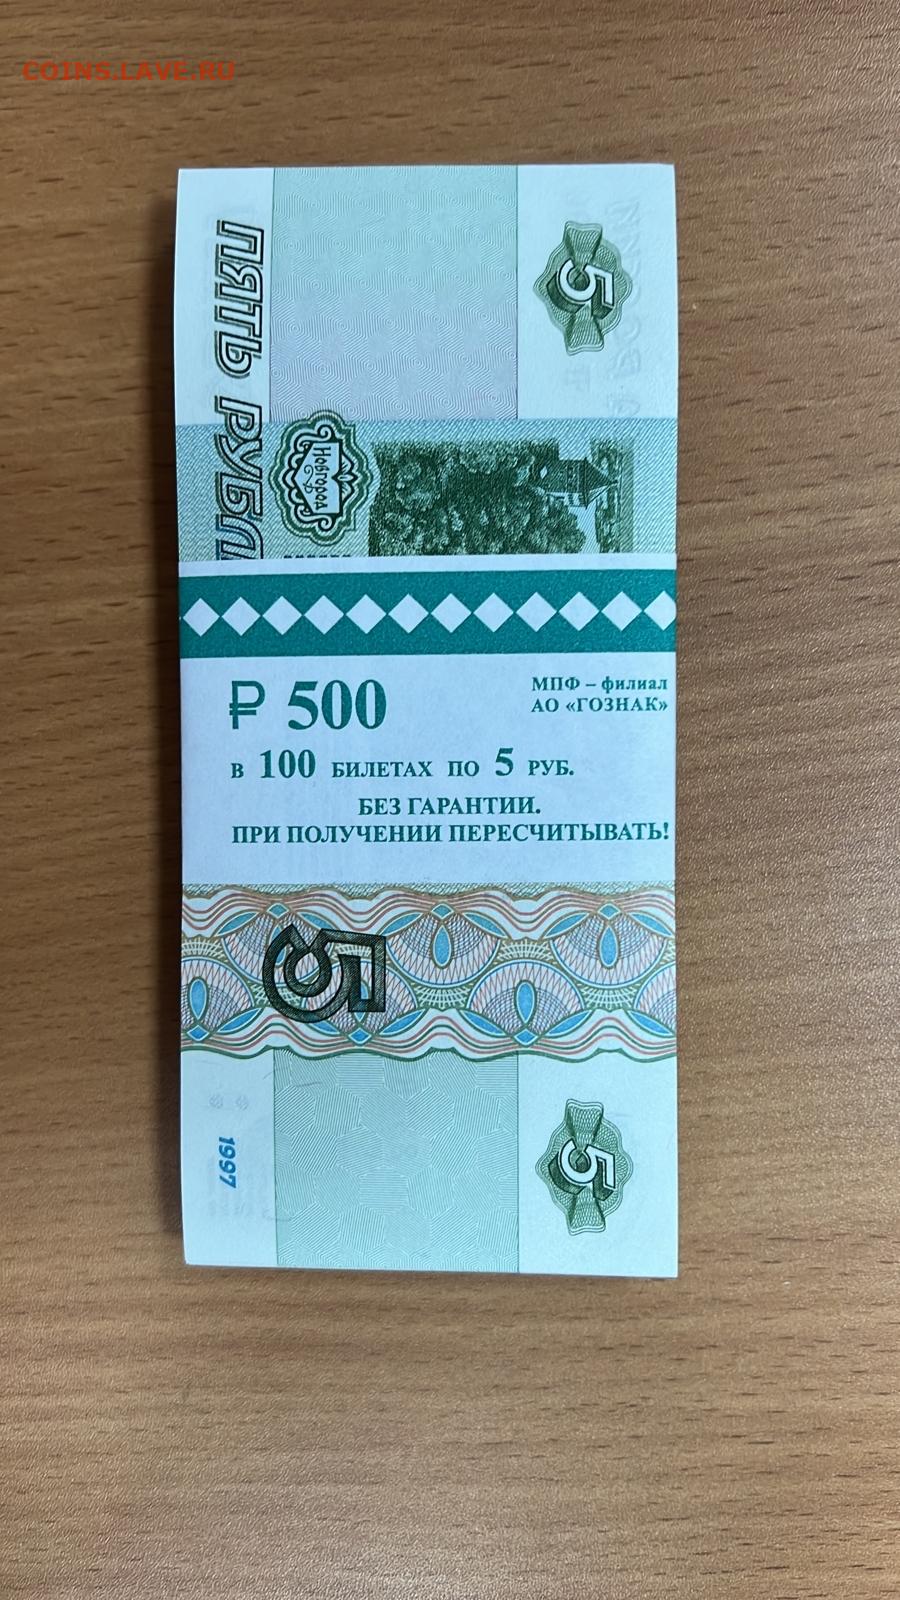 COINS.LAVE.RU
ПЯТЬ РУБЛ
5
Новгород
₽ 500
МПФ – филиал
АО «ГОЗНАК»
В 100 БИЛЕТАХ ПО 5 РУБ.
БЕЗ ГАРАНТИИ.
ПРИ ПОЛУЧЕНИИ ПЕРЕСЧИТЫВАТЬ!
5
1997
5